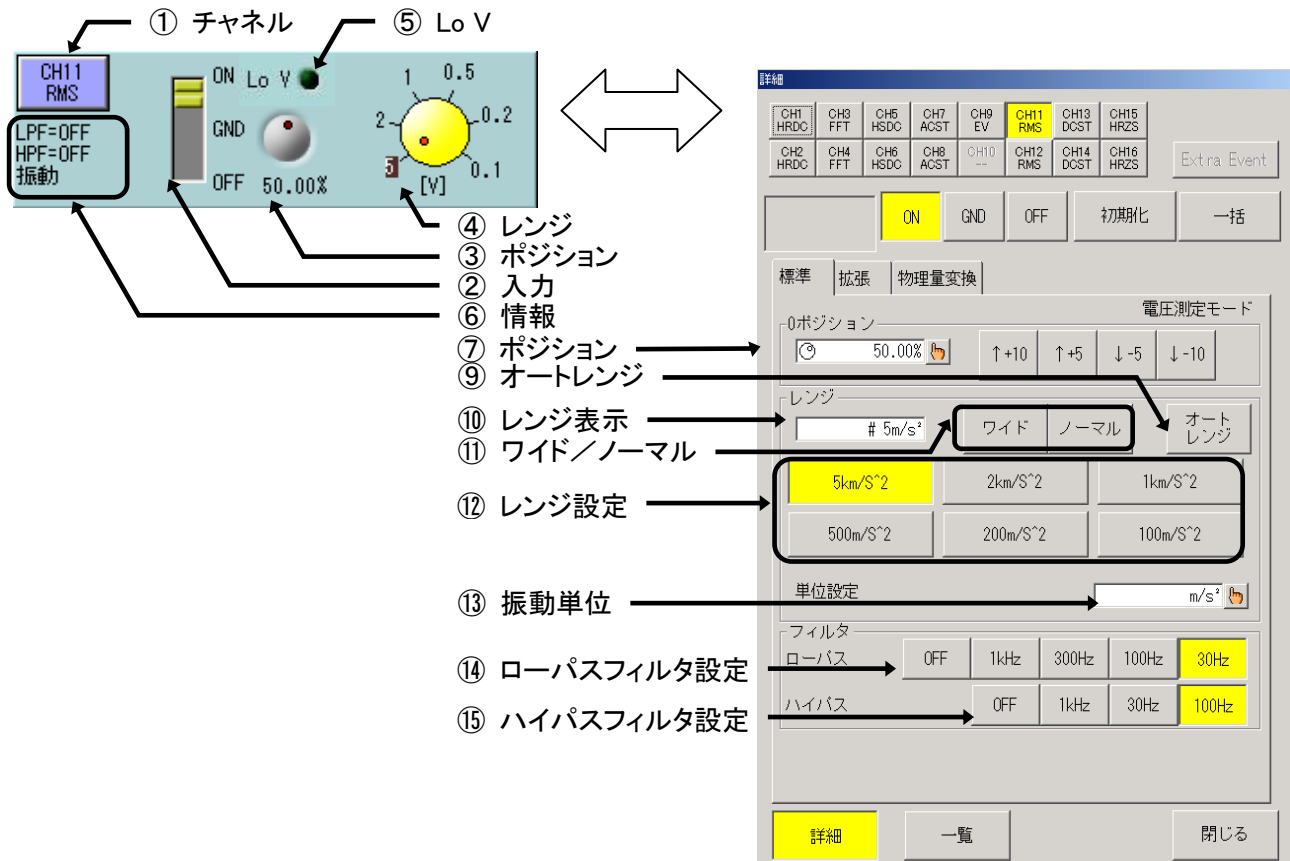 ① チャネル
⑤ Lo V
CH11
RMS
LPF=OFF
HPF=OFF
振動
ON
GND
OFF
Lo V
50.00%
5
2
1
0.5
0.2
0.1
[V]
④ レンジ
③ ポジション
② 入力
⑥ 情報
⑦ ポジション
⑨ オートレンジ
⑩ レンジ表示
⑪ ワイド／ノーマル
⑫ レンジ設定
⑬ 振動単位
⑭ ローパスフィルタ設定
⑮ ハイパスフィルタ設定
詳細
CH1 HRDC
CH3 FFT
CH5 HSDC
CH7 ACST
CH9 EV
CH11 RMS
CH13 DCST
CH15 HRZS
CH2 HRDC
CH4 FFT
CH6 HSDC
CH8 ACST
CH10 --
CH12 RMS
CH14 DCST
CH16 HRZS
Extra Event
ON GND OFF 初期化 一括
標準 拡張 物理量変換
電圧測定モード
0ポジション
50.00% ↑+10 ↑+5 ↓-5 ↓-10
レンジ
# 5m/s² ワイド ノーマル オート
レンジ
5km/S^2 2km/S^2 1km/S^2
500m/S^2 200m/S^2 100m/S^2
単位設定 m/s²
フィルタ
ローパス OFF 1kHz 300Hz 100Hz 30Hz
ハイパス OFF 1kHz 30Hz 100Hz
詳細 一覧 閉じる